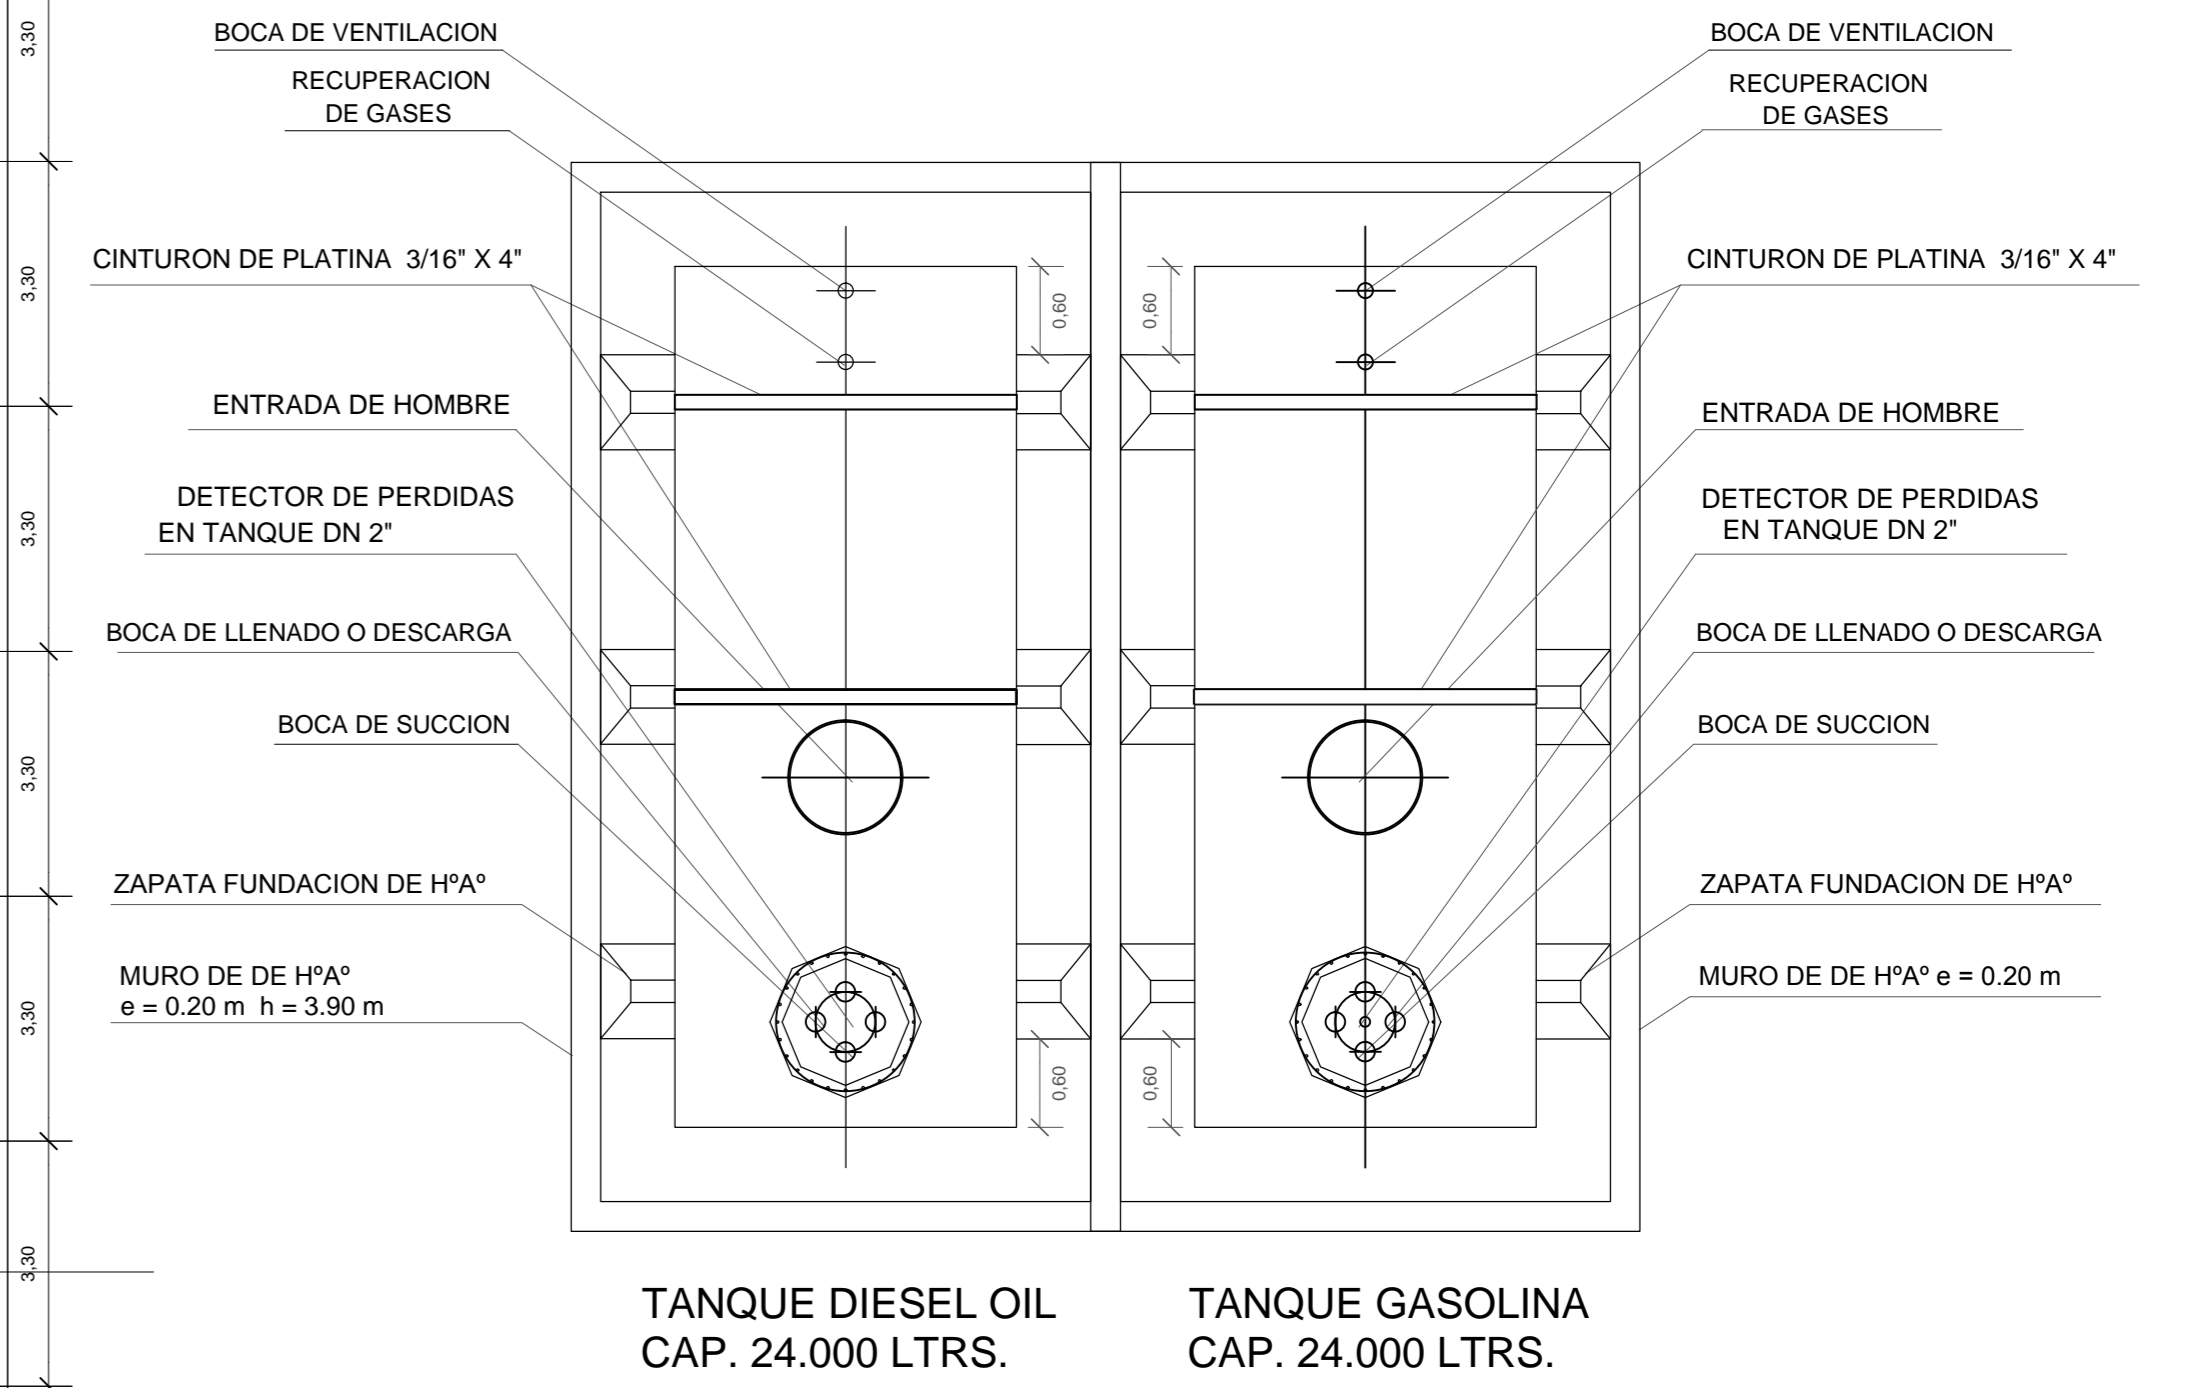 3,30
3,30
3,30
3,30
3,30
3,30
BOCA DE VENTILACION
RECUPERACION
DE GASES
CINTURON DE PLATINA 3/16" X 4"
ENTRADA DE HOMBRE
DETECTOR DE PERDIDAS
EN TANQUE DN 2"
BOCA DE LLENADO O DESCARGA
BOCA DE SUCCION
ZAPATA FUNDACION DE HºAº
MURO DE DE HºAº
e = 0.20 m h = 3.90 m
0,60
0,60
0,60
0,60
BOCA DE VENTILACION
RECUPERACION
DE GASES
CINTURON DE PLATINA 3/16" X 4"
ENTRADA DE HOMBRE
DETECTOR DE PERDIDAS
EN TANQUE DN 2"
BOCA DE LLENADO O DESCARGA
BOCA DE SUCCION
ZAPATA FUNDACION DE HºAº
MURO DE DE HºAº e = 0.20 m
TANQUE DIESEL OIL
CAP. 24.000 LTRS.
TANQUE GASOLINA
CAP. 24.000 LTRS.